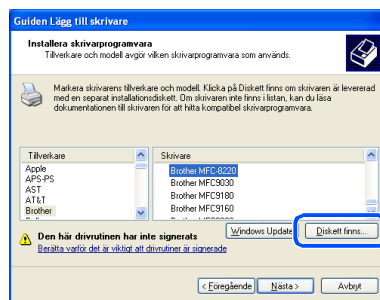 Guiden Lägg till skrivare
Installera skrivarprogramvara
Tillverkare och modell avgör vilken skrivarprogramvara som används.
Markera skrivarens tillverkare och modell. Klicka på Diskett finns om skrivaren är levererad
med en separat installationsdiskett. Om skrivaren inte finns i listan, kan du läsa
dokumentationen till skrivaren för att hitta kompatibel skrivarprogramvara.
Tillverkare
Apple
APS-PS
AST
AT&T
Brother
Skrivare
Brother MFC-8220
Brother MFC9030
Brother MFC9180
Brother MFC9160
Den här drivrutinen har inte signerats
Berätta varför det är viktigt att drivrutiner är signerade
Windows Update
Diskett finns...
< Föregående
Nästa >
Avbryt